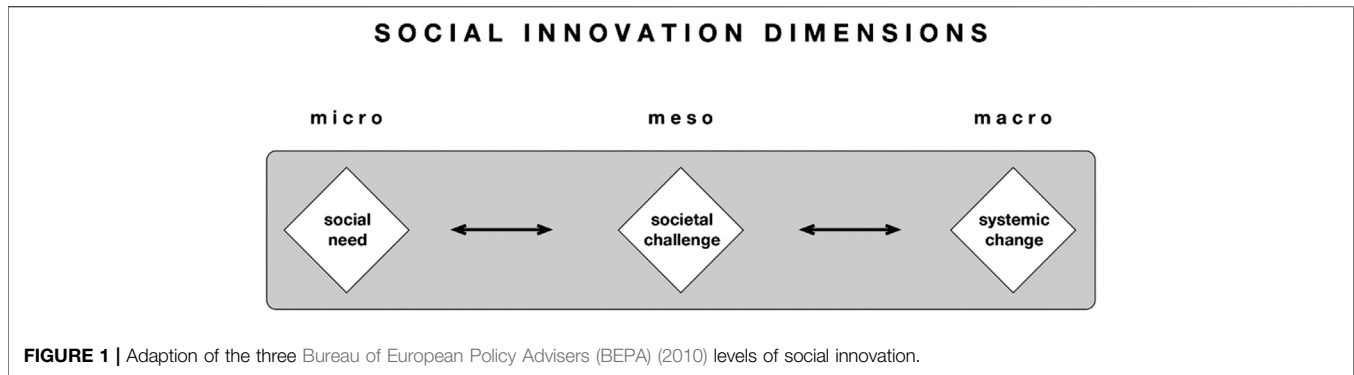 SOCIAL INNOVATION DIMENSIONS
micro meso macro
social need societal challenge systemic change
FIGURE 1 | Adaption of the three Bureau of European Policy Advisers (BEPA) (2010) levels of social innovation.